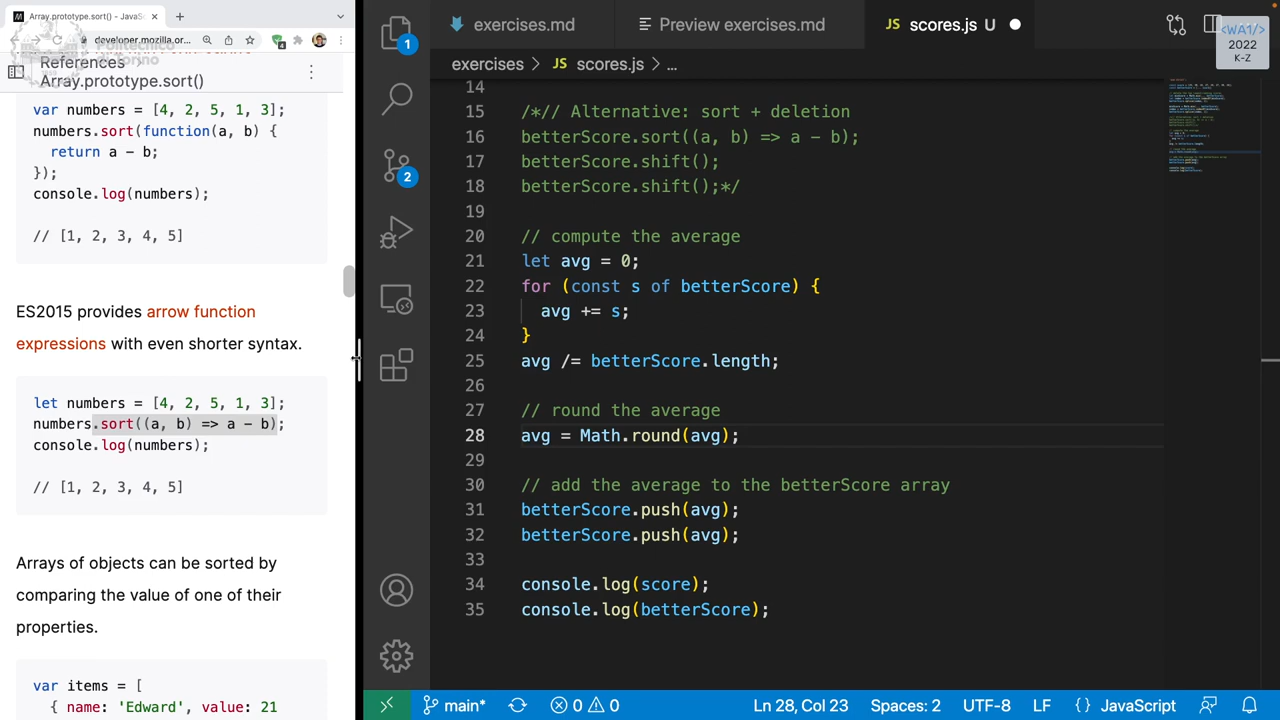 Array.prototype.sort() - JavaS
developer.mozilla.or...
4
Politecnico
References
Array.prototype.sort()
var numbers = [4, 2, 5, 1, 3];
numbers.sort(function(a, b) {
return a - b;
});
console.log(numbers);
// [1, 2, 3, 4, 5]
ES2015 provides arrow function
expressions with even shorter syntax.
let numbers = [4, 2, 5, 1, 3];
numbers.sort((a, b) => a - b);
console.log(numbers);
// [1, 2, 3, 4, 5]
Arrays of objects can be sorted by
comparing the value of one of their
properties.
var items = [
{ name: 'Edward', value: 21
1
2
exercises.md
Preview exercises.md
JS scores.js U
<WA1/>
2022
K-Z
exercises > JS scores.js > ...
14
15 /*// Alternative: sort + deletion
16 betterScore.sort((a, b) => a - b);
17 betterScore.shift();
18 betterScore.shift();*/
19
20 // compute the average
21 let avg = 0;
22 for (const s of betterScore) {
23 avg += s;
24 }
25 avg /= betterScore.length;
26
27 // round the average
28 avg = Math.round(avg);
29
30 // add the average to the betterScore array
31 betterScore.push(avg);
32 betterScore.push(avg);
33
34 console.log(score);
35 console.log(betterScore);
main* 0 0 Ln 28, Col 23 Spaces: 2 UTF-8 LF {} JavaScript